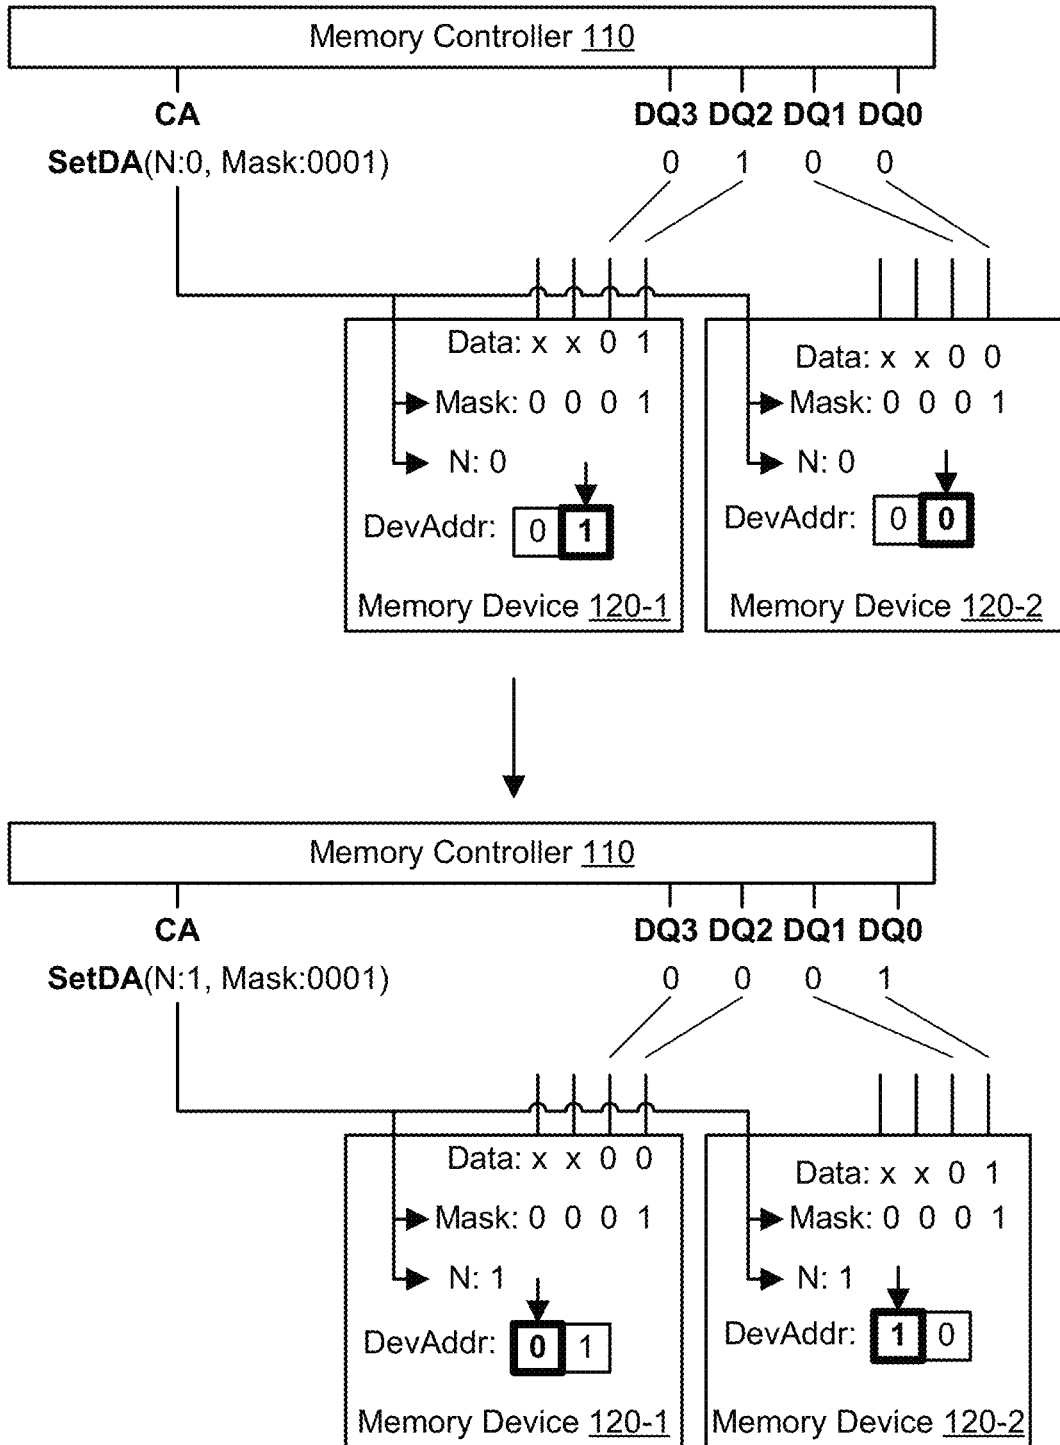 Memory Controller 110
CA DQ3 DQ2 DQ1 DQ0
SetDA(N:0, Mask:0001) 0 1 0 0
Data: x x 0 1
Mask: 0 0 0 1
N: 0
DevAddr: 0 1
Memory Device 120-1
Data: x x 0 0
Mask: 0 0 0 1
N: 0
DevAddr: 0 0
Memory Device 120-2
Memory Controller 110
CA DQ3 DQ2 DQ1 DQ0
SetDA(N:1, Mask:0001) 0 0 0 1
Data: x x 0 0
Mask: 0 0 0 1
N: 1
DevAddr: 0 1
Memory Device 120-1
Data: x x 0 1
Mask: 0 0 0 1
N: 1
DevAddr: 1 0
Memory Device 120-2